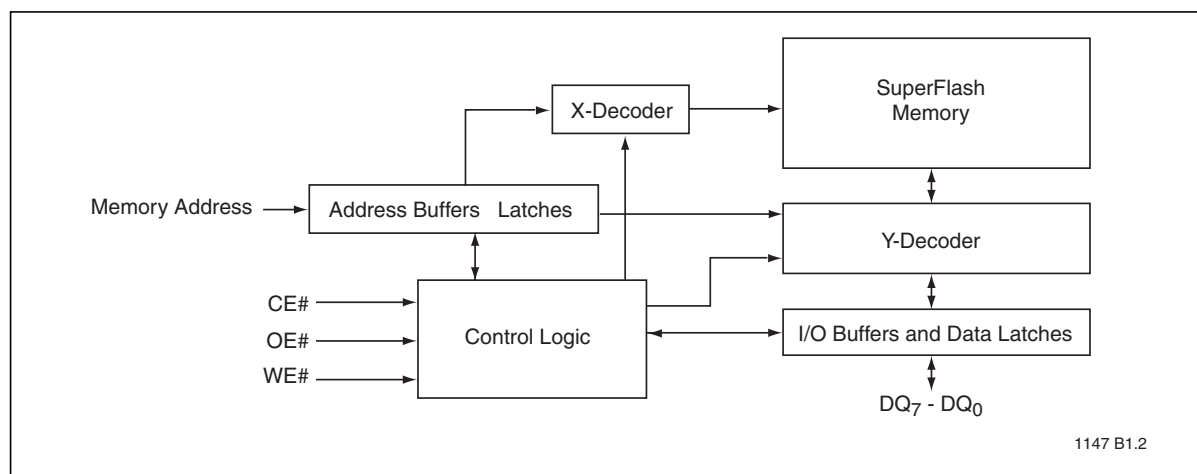 SuperFlash
Memory
X-Decoder
Memory Address
Address Buffers Latches
Y-Decoder
CE#
OE#
WE#
Control Logic
I/O Buffers and Data Latches
DQ7 - DQ0
1147 B1.2